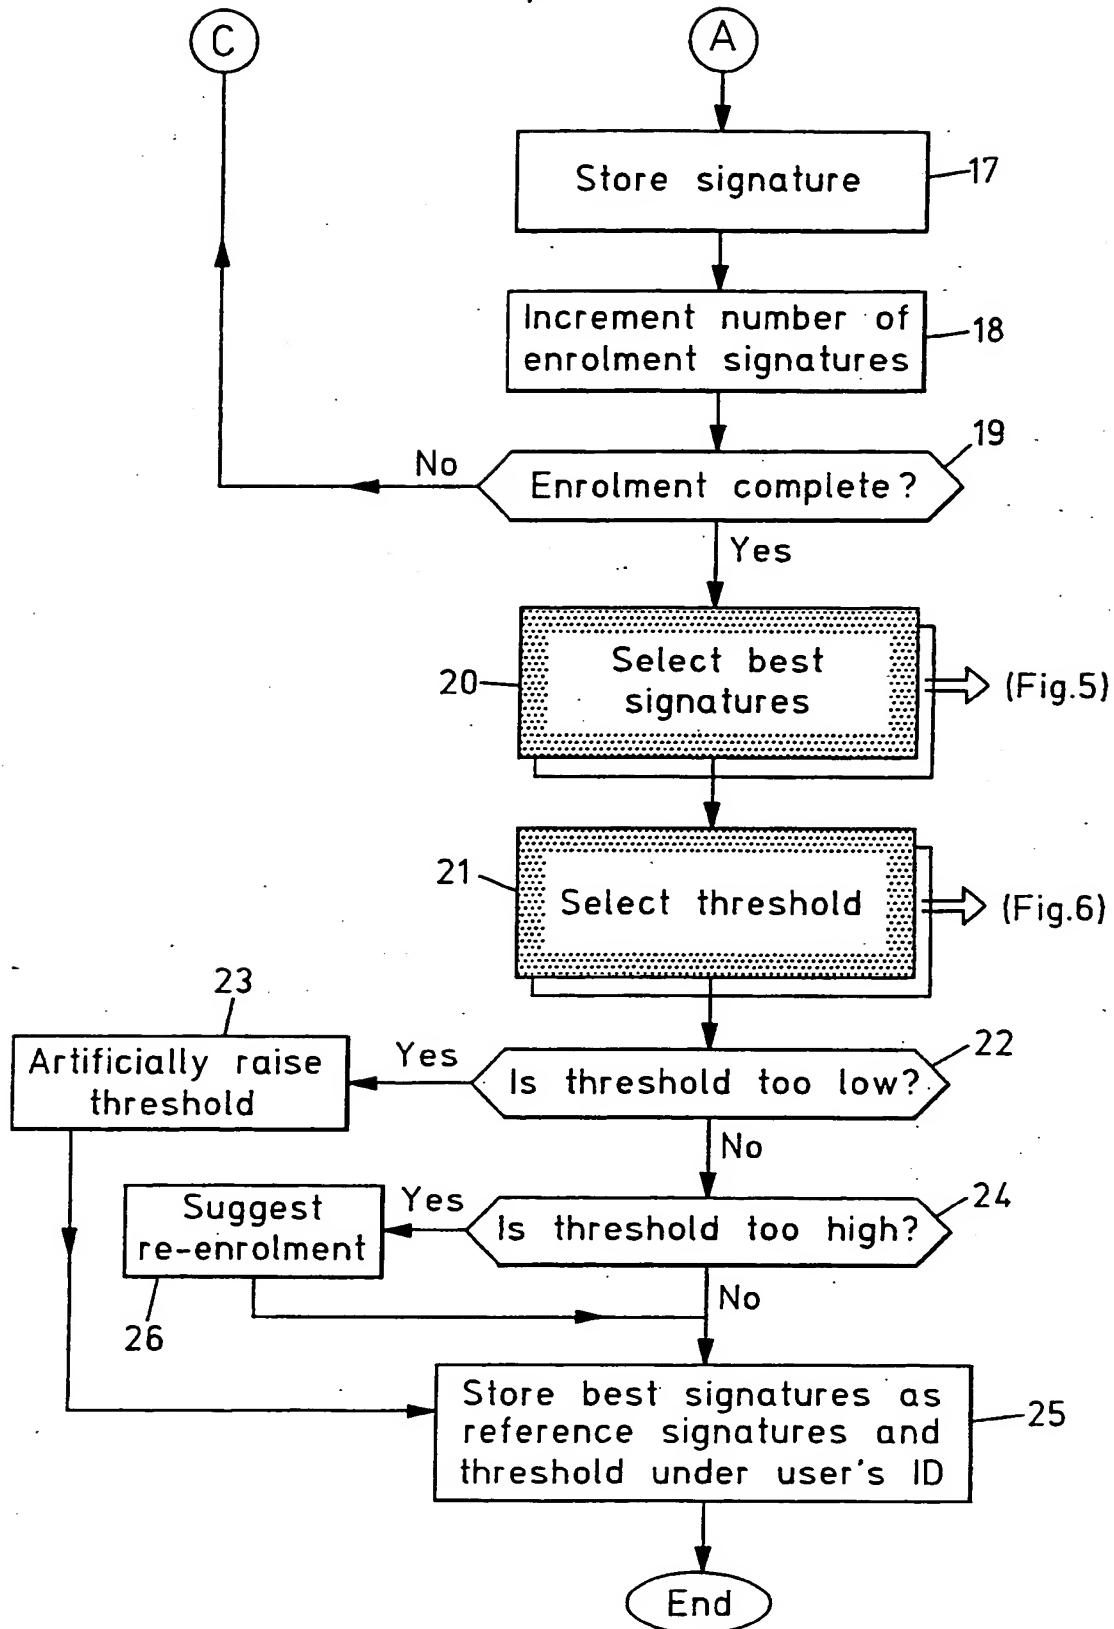 C
A
Store signature
17
Increment number of
enrolment signatures
18
19
No
Enrolment complete?
Yes
20
Select best
signatures
(Fig.5)
21
Select threshold
(Fig.6)
23
Artificially raise
threshold
Yes
Is threshold too low?
22
No
Suggest
re-enrolment
Yes
Is threshold too high?
24
26
No
Store best signatures as
reference signatures and
threshold under user's ID
25
End